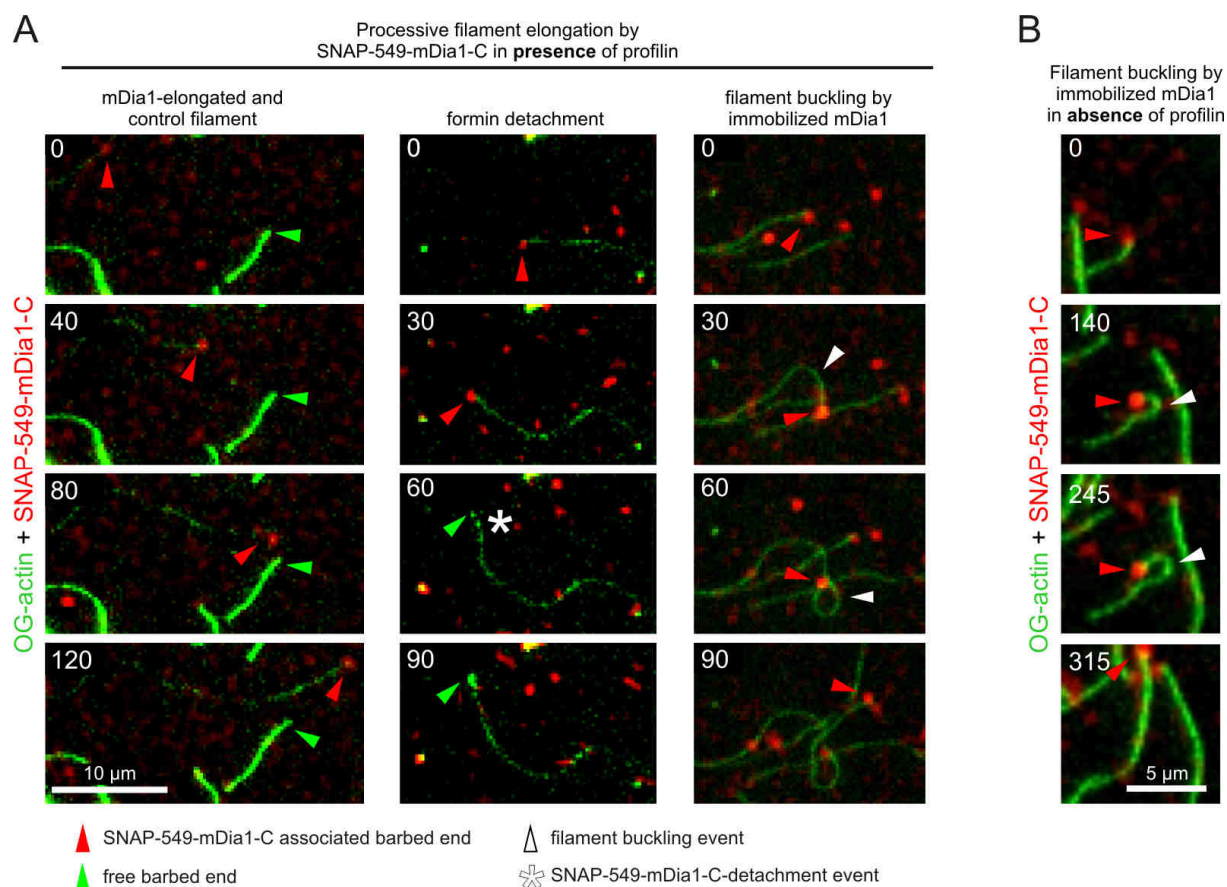 A
Processive filament elongation by
SNAP-549-mDia1-C in presence of profilin
mDia1-elongated and
control filament
formin detachment
filament buckling by
immobilized mDia1
B
Filament buckling by
immobilized mDia1
in absence of profilin
OG-actin + SNAP-549-mDia1-C
0
0
0
40
30
30
80
60
60
120
90
90
10 µm
OG-actin + SNAP-549-mDia1-C
0
140
245
315
5 µm
SNAP-549-mDia1-C associated barbed end
free barbed end
filament buckling event
SNAP-549-mDia1-C-detachment event